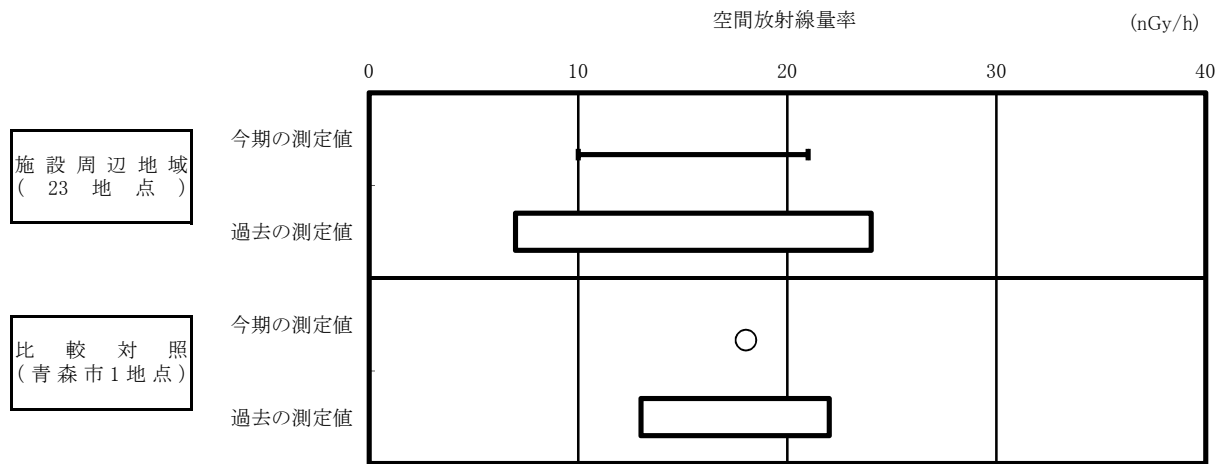 空間放射線量率 (nGy/h)
0 10 20 30 40
施設周辺地域
(23地点)
今期の測定値
過去の測定値
比較対照
(青森市1地点)
今期の測定値
過去の測定値